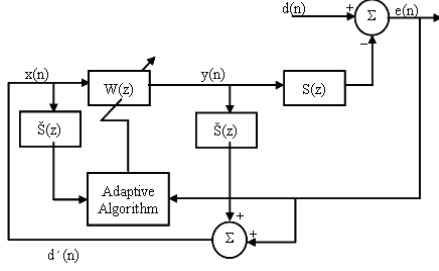 d(n)
+
Σ
e(n)
−
x(n)
W(z)
y(n)
S(z)
Š(z)
Š(z)
Adaptive
Algorithm
+
+
Σ
d´(n)